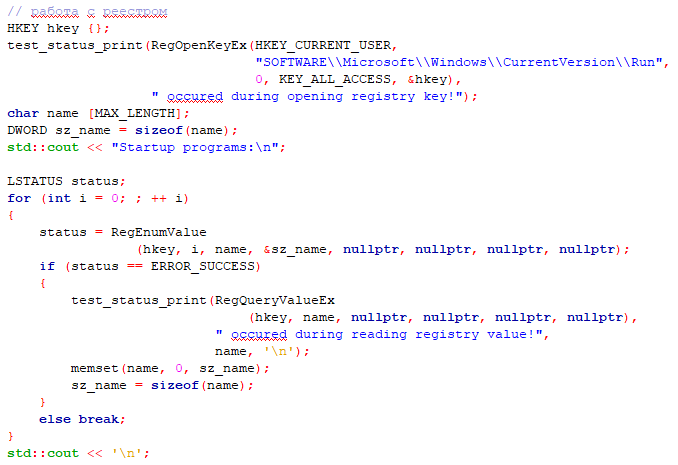 // работа с реестром
HKEY hkey {};
test_status_print(RegOpenKeyEx(HKEY_CURRENT_USER,
"SOFTWARE\\Microsoft\\Windows\\CurrentVersion\\Run",
0, KEY_ALL_ACCESS, &hkey),
" occured during opening registry key!");
char name [MAX_LENGTH];
DWORD sz_name = sizeof(name);
std::cout << "Startup programs:\n";

LSTATUS status;
for (int i = 0; ; ++ i)
{
status = RegEnumValue
(hkey, i, name, &sz_name, nullptr, nullptr, nullptr, nullptr);
if (status == ERROR_SUCCESS)
{
test_status_print(RegQueryValueEx
(hkey, name, nullptr, nullptr, nullptr, nullptr),
" occured during reading registry value!",
name, '\n');
memset(name, 0, sz_name);
sz_name = sizeof(name);
}
else break;
}
std::cout << '\n';